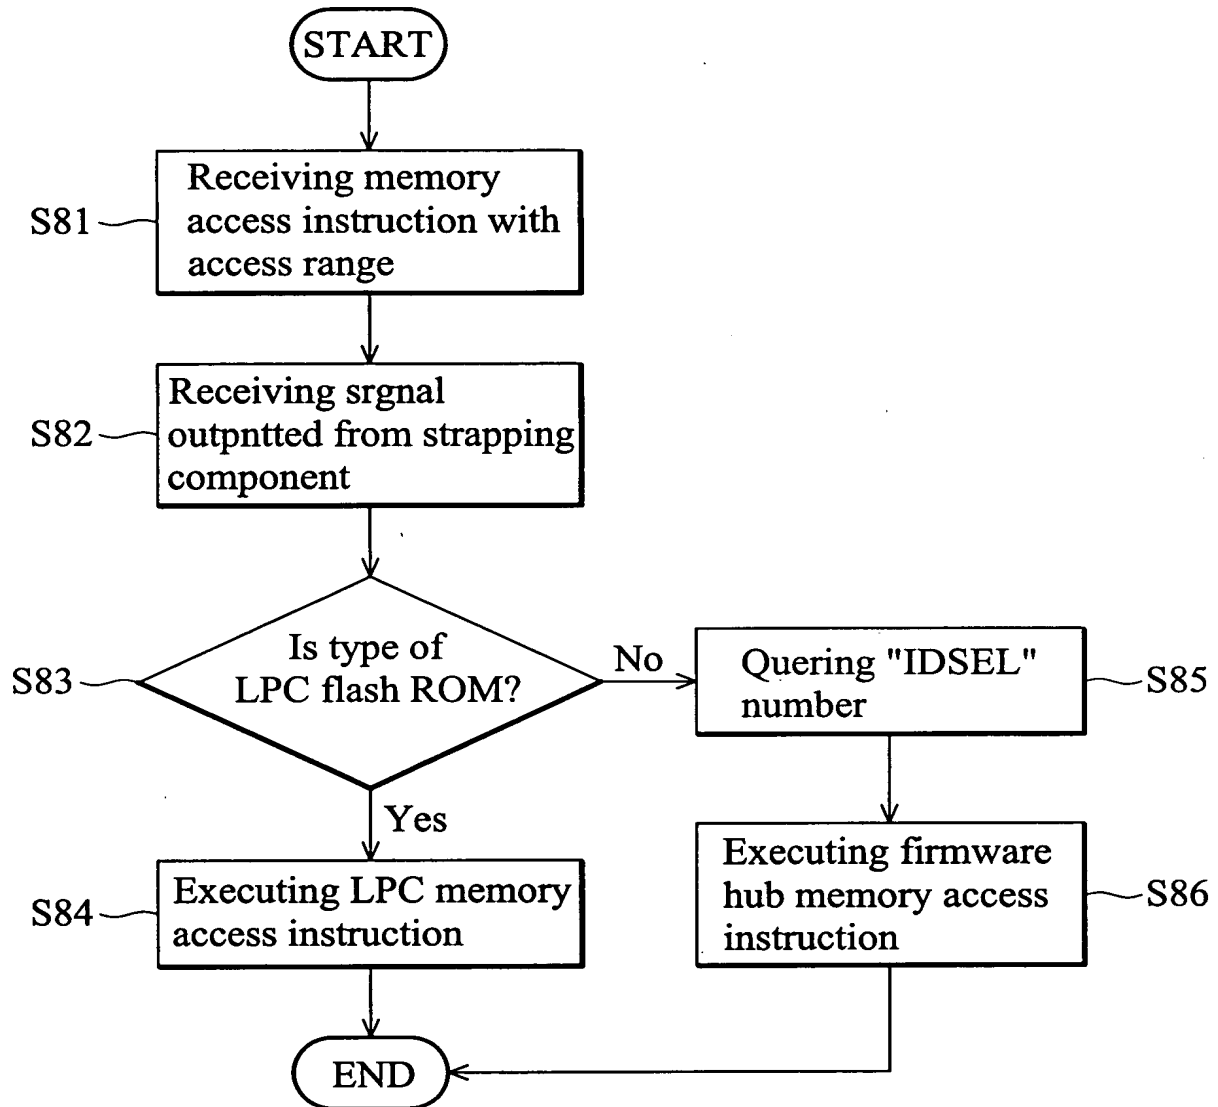 START
S81
Receiving memory
access instruction with
access range
S82
Receiving srgnal
outpntted from strapping
component
S83
Is type of
LPC flash ROM?
No
Quering "IDSEL"
number
S85
Yes
S84
Executing LPC memory
access instruction
Executing firmware
hub memory access
instruction
S86
END